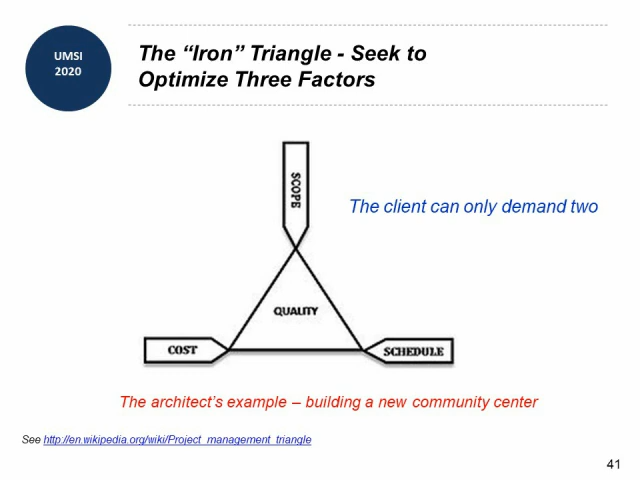 UMSI
2020
The “Iron” Triangle - Seek to
Optimize Three Factors
SCOPE
The client can only demand two
QUALITY
COST
SCHEDULE
The architect’s example – building a new community center
See http://en.wikipedia.org/wiki/Project_management_triangle
41